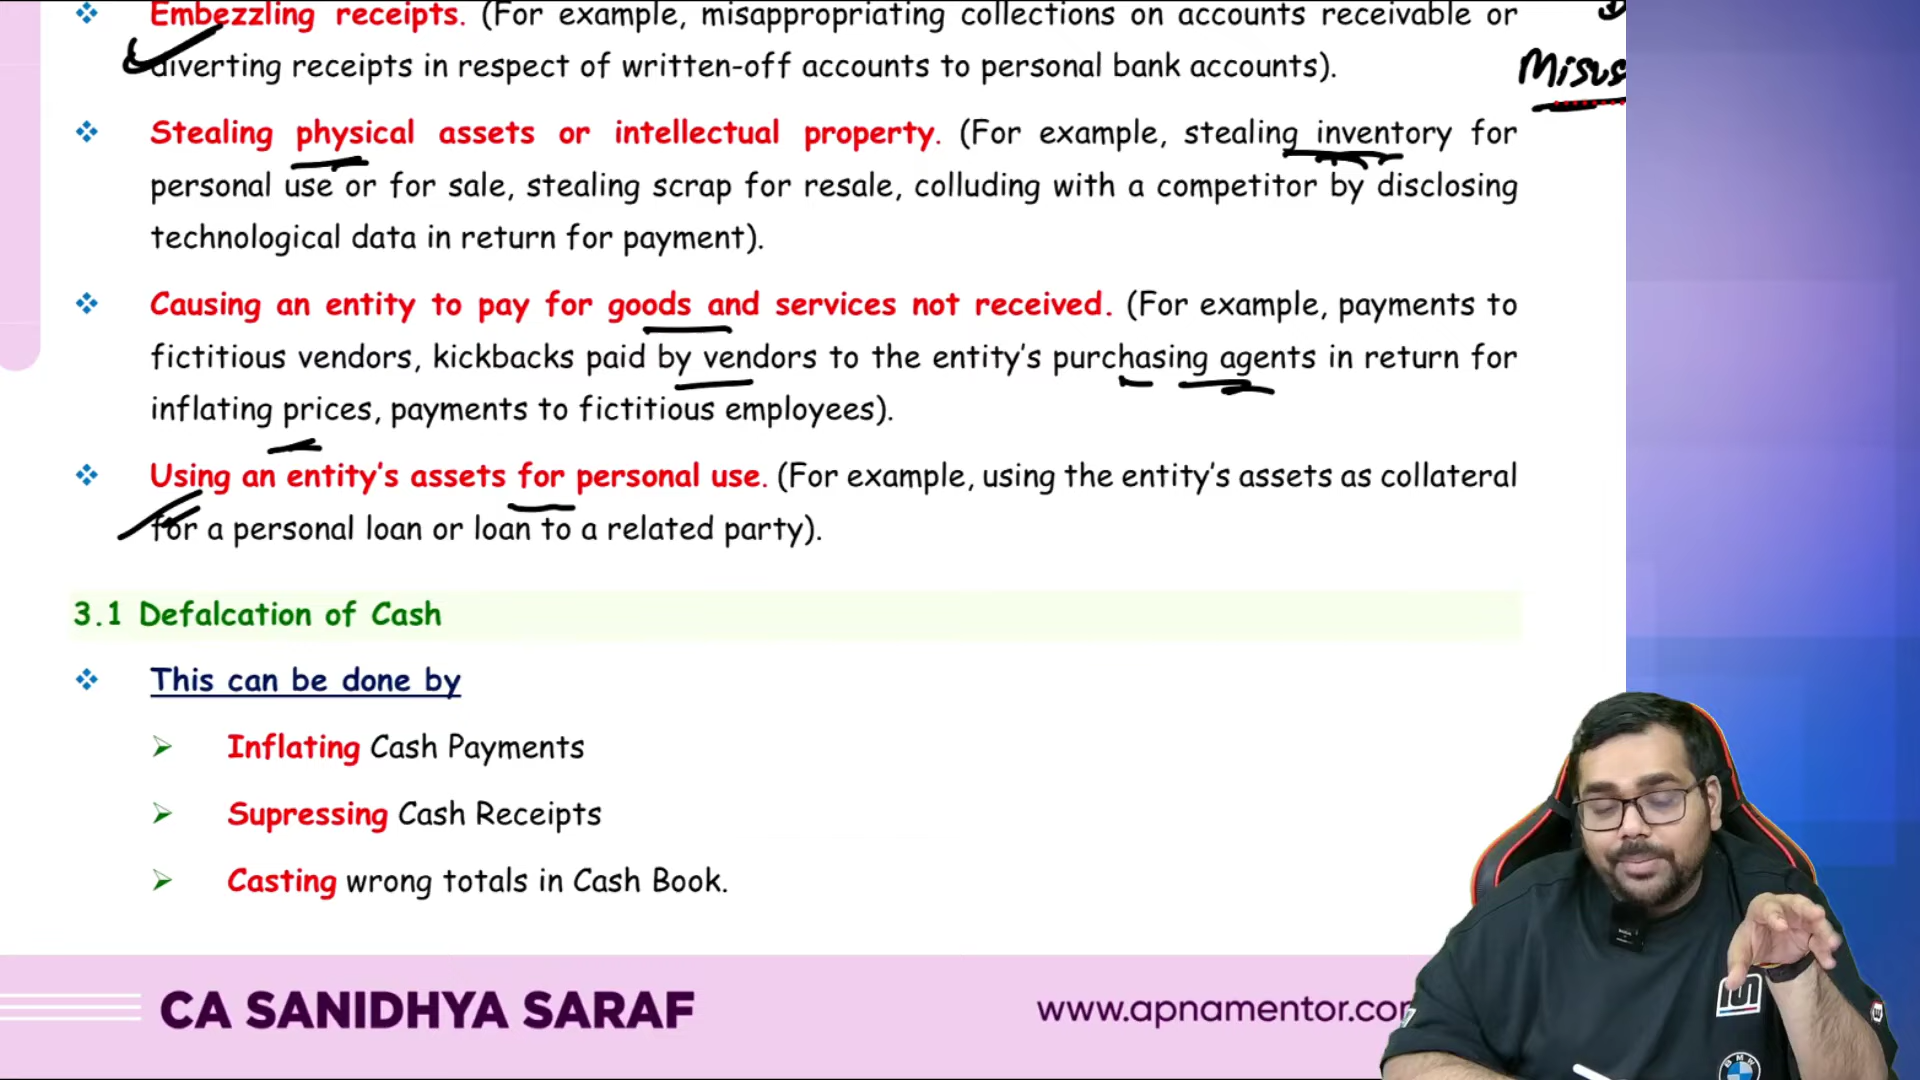 Embezzling receipts. (For example, misappropriating collections on accounts receivable or
diverting receipts in respect of written-off accounts to personal bank accounts).
Misus
Stealing physical assets or intellectual property. (For example, stealing inventory for
personal use or for sale, stealing scrap for resale, colluding with a competitor by disclosing
technological data in return for payment).
Causing an entity to pay for goods and services not received. (For example, payments to
fictitious vendors, kickbacks paid by vendors to the entity's purchasing agents in return for
inflating prices, payments to fictitious employees).
Using an entity's assets for personal use. (For example, using the entity's assets as collateral
for a personal loan or loan to a related party).
3.1 Defalcation of Cash
This can be done by
Inflating Cash Payments
Supressing Cash Receipts
Casting wrong totals in Cash Book.
CA SANIDHYA SARAF
www.apnamentor.co